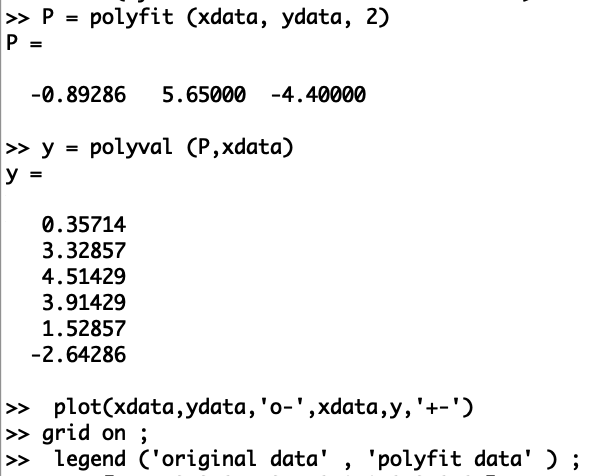 >> P = polyfit (xdata, ydata, 2)
P =
-0.89286 5.65000 -4.40000
>> y = polyval (P,xdata)
y =
0.35714
3.32857
4.51429
3.91429
1.52857
-2.64286
>> plot(xdata,ydata,'o-',xdata,y,'+-')
>> grid on ;
>> legend ('original data' , 'polyfit data' ) ;